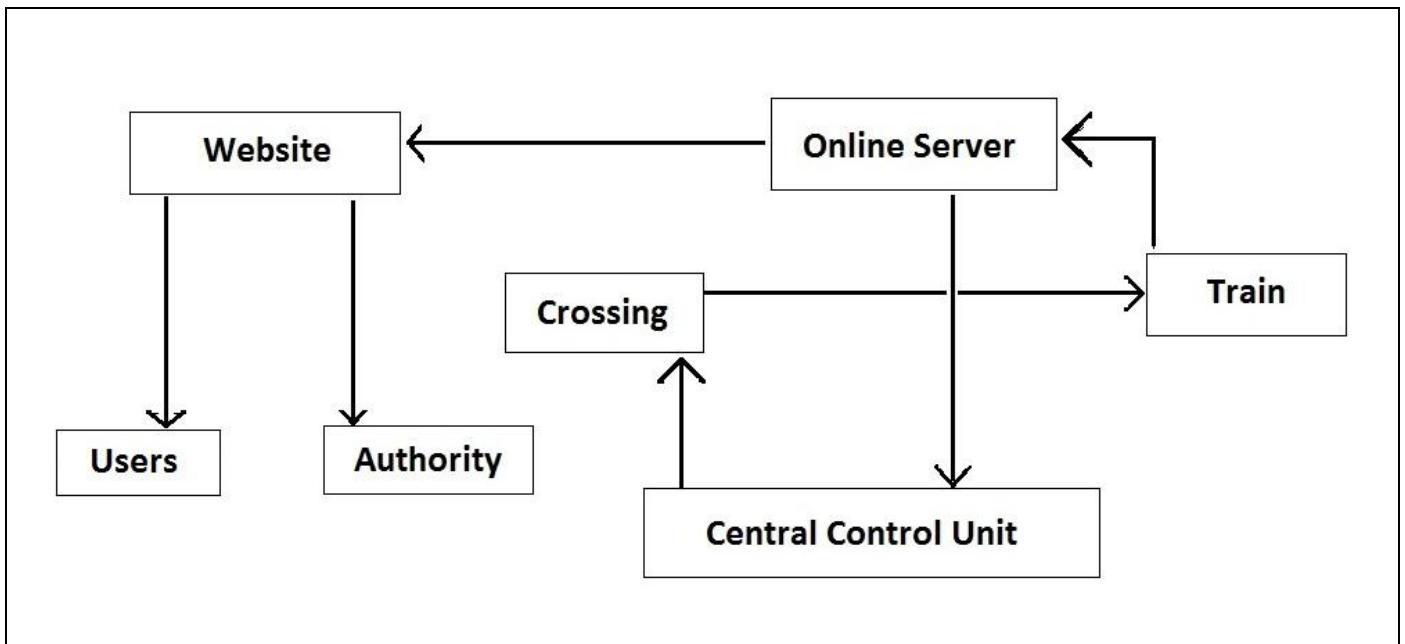 Website
Online Server
Crossing
Train
Users
Authority
Central Control Unit